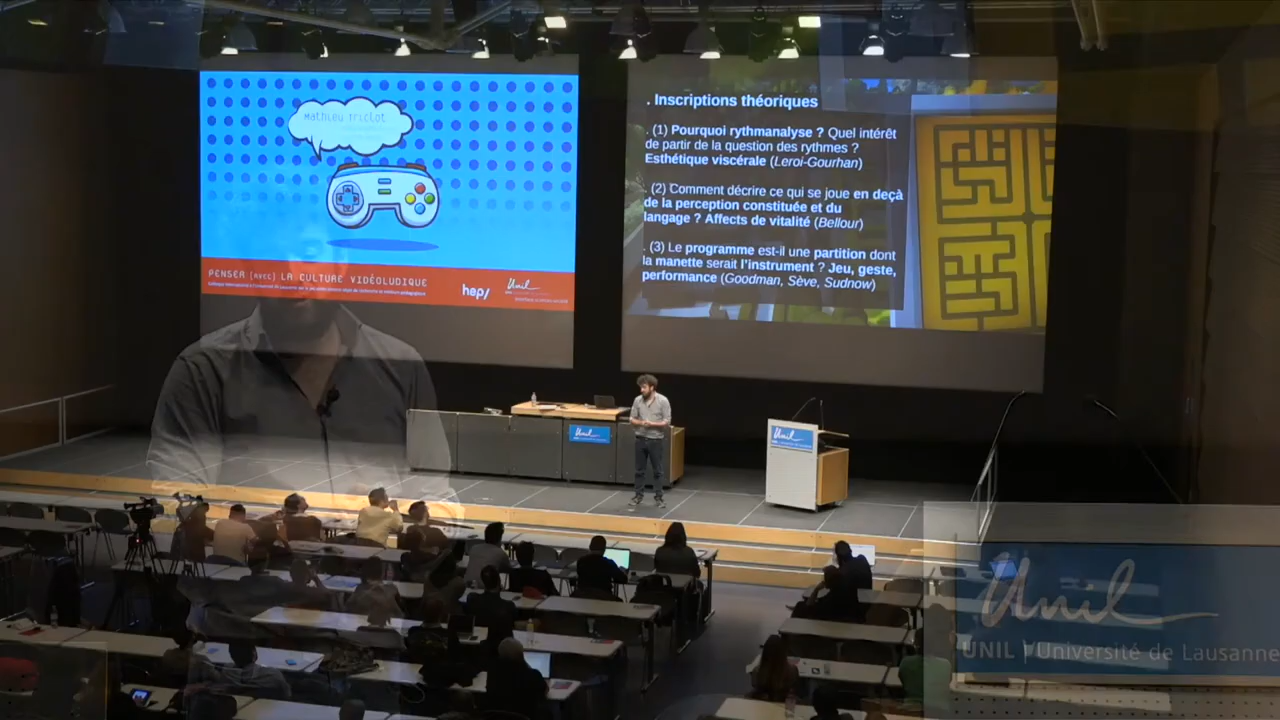 Mathieu Triclot
PENSER (AVEC) LA CULTURE VIDÉOLUDIQUE
hep/
Unil
. Inscriptions théoriques
. (1) Pourquoi rythmanalyse ? Quel intérêt
de partir de la question des rythmes ?
Esthétique viscérale (Leroi-Gourhan)
. (2) Comment décrire ce qui se joue en deçà
de la perception constituée et du
langage ? Affects de vitalité (Bellour)
. (3) Le programme est-il une partition dont
la manette serait l'instrument ? Jeu, geste,
performance (Goodman, Sève, Sudnow)
Unil
Unil
Unil
UNIL | Université de Lausanne